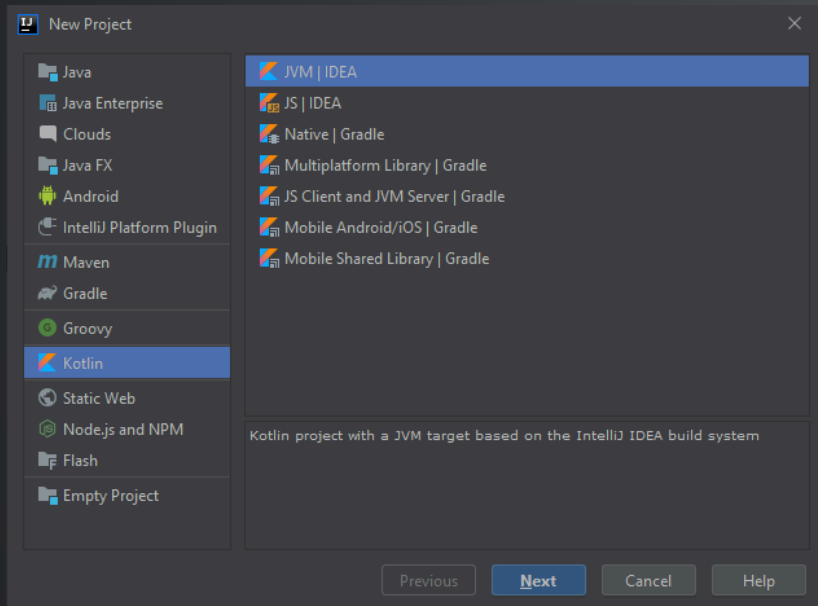 New Project
Java
Java Enterprise
Clouds
Java FX
Android
IntelliJ Platform Plugin
Maven
Gradle
Groovy
Kotlin
Static Web
Node.js and NPM
Flash
Empty Project
JVM | IDEA
JS | IDEA
Native | Gradle
Multiplatform Library | Gradle
JS Client and JVM Server | Gradle
Mobile Android/iOS | Gradle
Mobile Shared Library | Gradle
Kotlin project with a JVM target based on the IntelliJ IDEA build system
Previous
Next
Cancel
Help